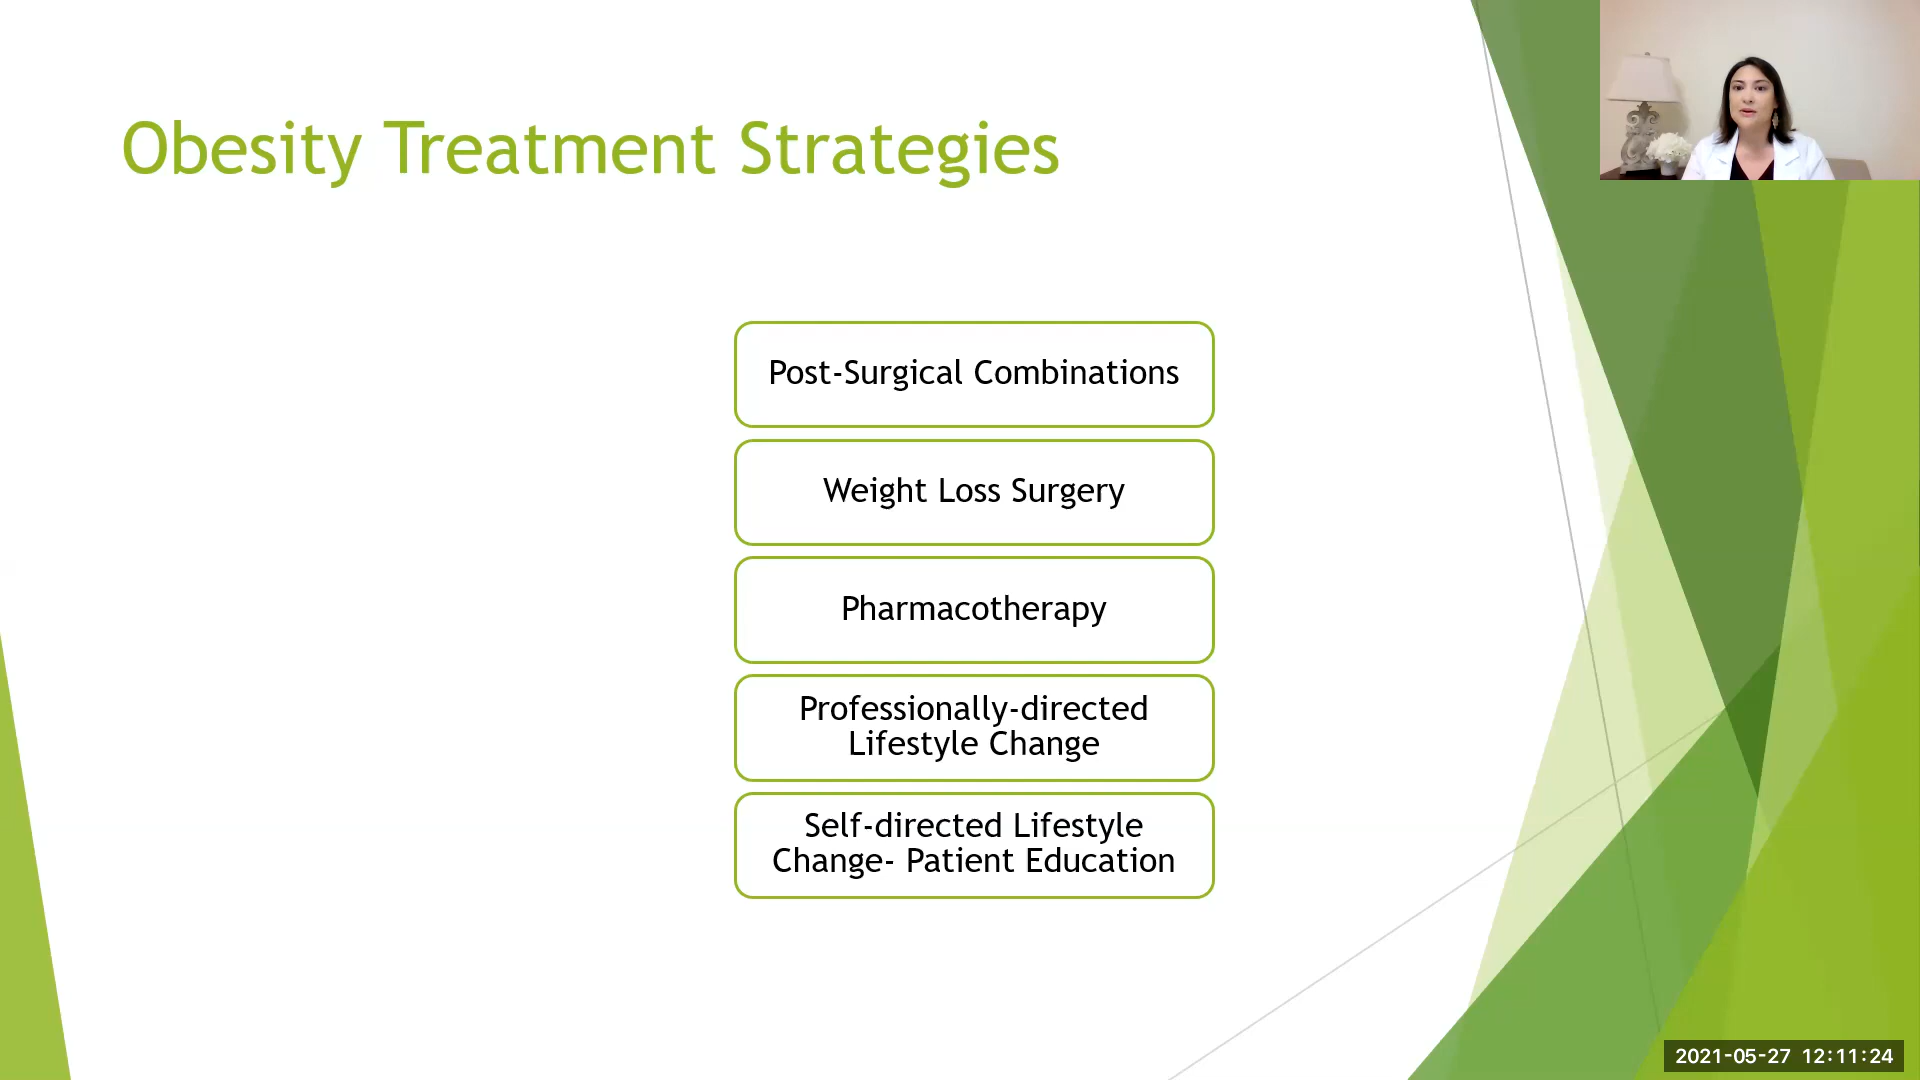 Obesity Treatment Strategies
Post-Surgical Combinations
Weight Loss Surgery
Pharmacotherapy
Professionally-directed
Lifestyle Change
Self-directed Lifestyle
Change- Patient Education
2021-05-27 12:11:24